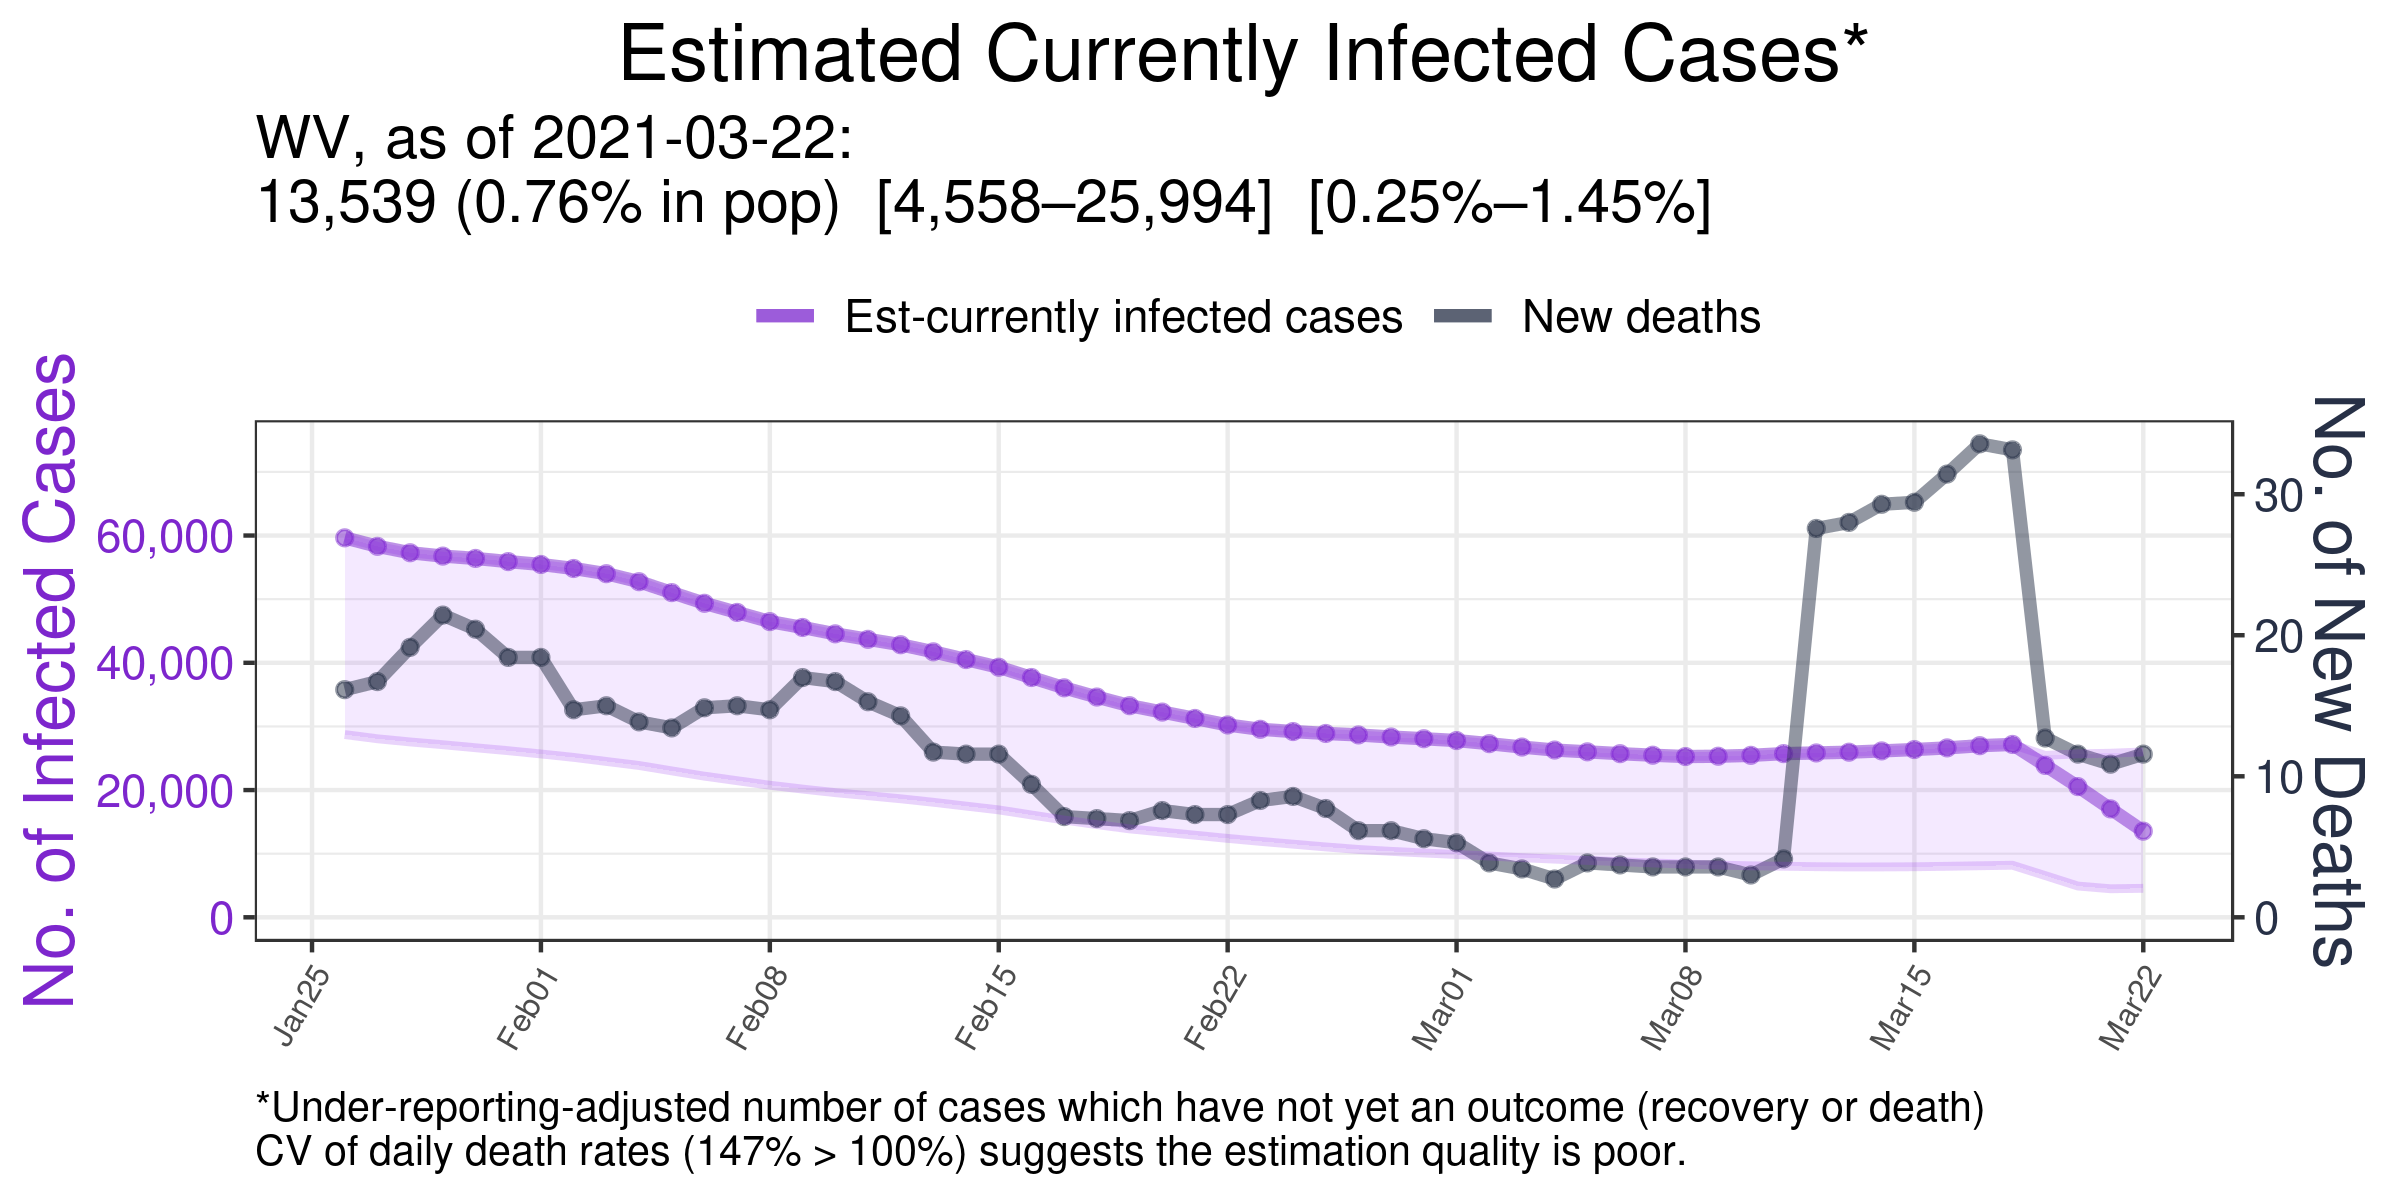 Estimated Currently Infected Cases*
WV, as of 2021-03-22:
13,539 (0.76% in pop)  [4,558–25,994]  [0.25%–1.45%]
Est-currently infected cases
New deaths
No. of Infected Cases
60,000
40,000
20,000
0
No. of New Deaths
30
20
10
0
Jan25
Feb01
Feb08
Feb15
Feb22
Mar01
Mar08
Mar15
Mar22
*Under-reporting-adjusted number of cases which have not yet an outcome (recovery or death)
CV of daily death rates (147% > 100%) suggests the estimation quality is poor.